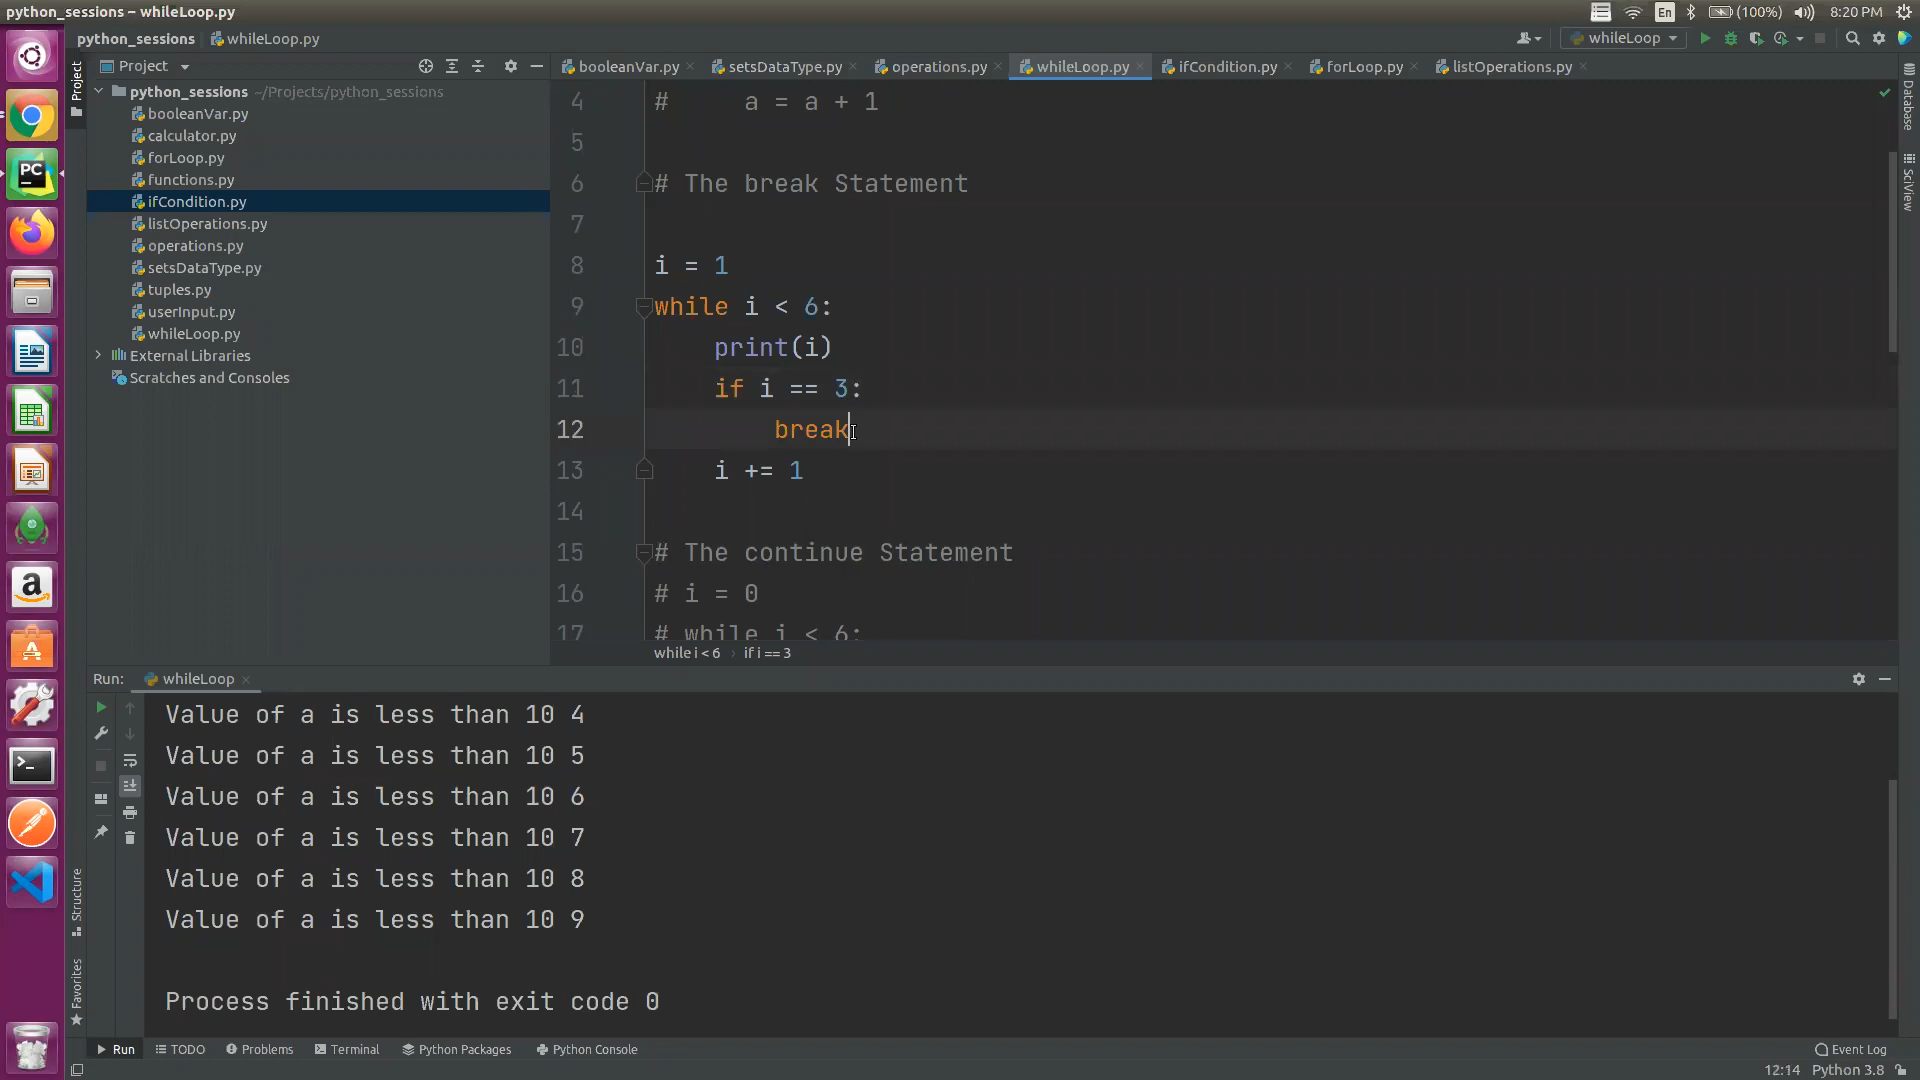 python_sessions – whileLoop.py
En
(100%)
8:20 PM
python_sessions
whileLoop.py
whileLoop
Project
Project
booleanVar.py
setsDataType.py
operations.py
whileLoop.py
ifCondition.py
forLoop.py
listOperations.py
python_sessions ~/Projects/python_sessions
booleanVar.py
calculator.py
forLoop.py
functions.py
ifCondition.py
listOperations.py
operations.py
setsDataType.py
tuples.py
userInput.py
whileLoop.py
External Libraries
Scratches and Consoles
4 #     a = a + 1
5
6 # The break Statement
7
8 i = 1
9 while i < 6:
10     print(i)
11     if i == 3:
12         break
13     i += 1
14
15 # The continue Statement
16 # i = 0
17 # while i < 6:
while i < 6 › if i == 3
Database
SciView
PC
Run: whileLoop
Value of a is less than 10 4
Value of a is less than 10 5
Value of a is less than 10 6
Value of a is less than 10 7
Value of a is less than 10 8
Value of a is less than 10 9
Process finished with exit code 0
Structure
Favorites
Run
TODO
Problems
Terminal
Python Packages
Python Console
Event Log
12:14
Python 3.8